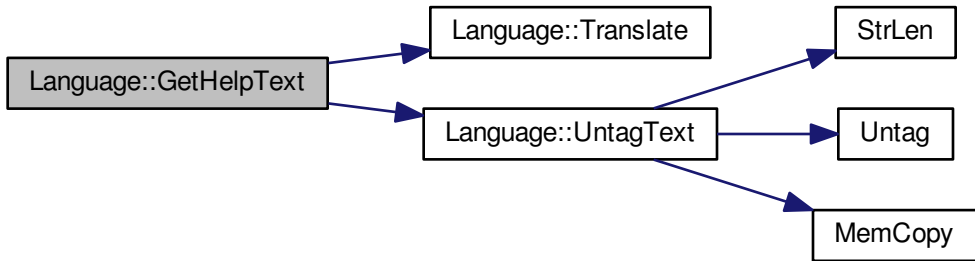 Language::GetHelpText
Language::Translate
Language::UntagText
StrLen
Untag
MemCopy